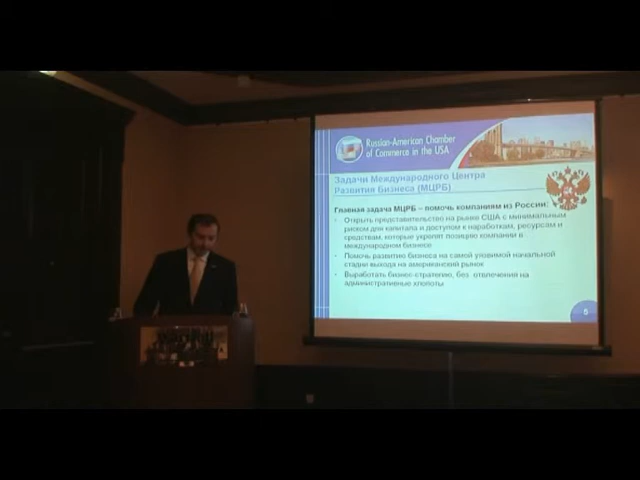 Russian-American Chamber
of Commerce in the USA
Задачи Международного Центра
Развития Бизнеса (МЦРБ)
Главная задача МЦРБ – помочь компаниям из России:
Открыть представительство на рынке США с минимальным
риском для капитала и доступом к наработкам, ресурсам и
средствам, которые укрепят позицию компании в
международном бизнесе
Помочь развитию бизнеса на самой уязвимой начальной
стадии выхода на американский рынок
Выработать бизнес-стратегию, без отвлечения на
административные хлопоты
5